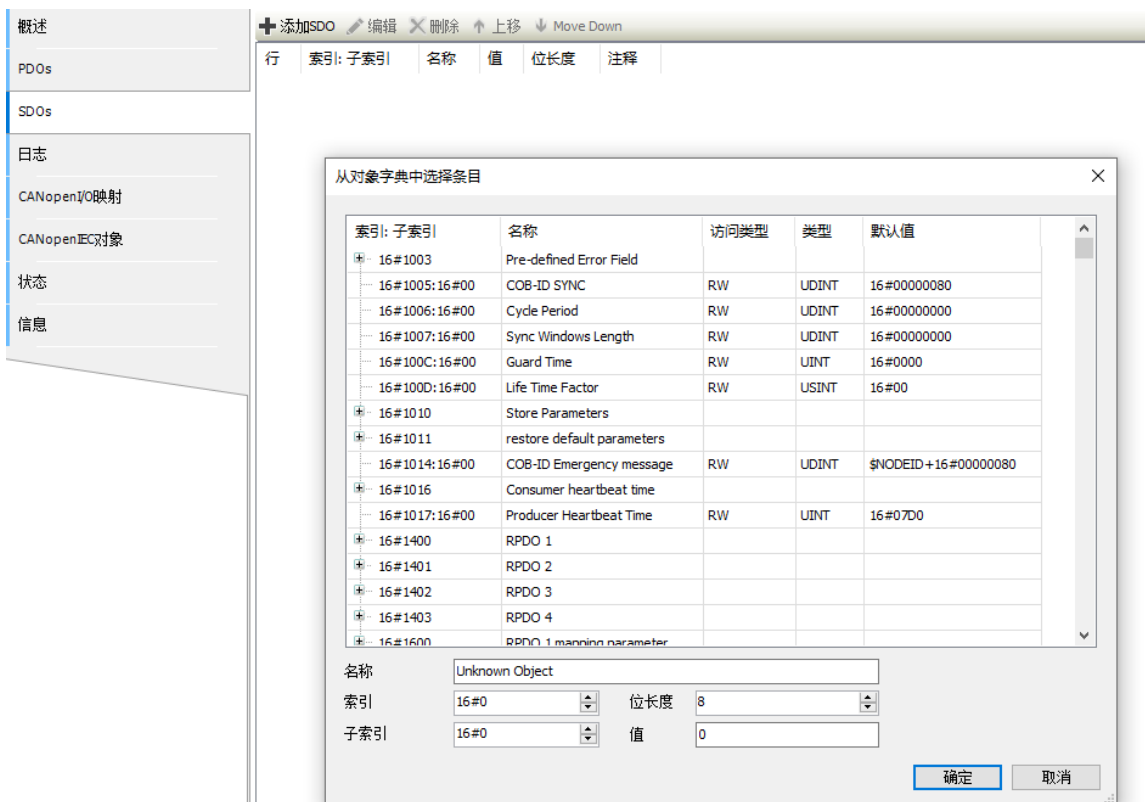 概述
PDOs
SDOs
日志
CANopenI/O映射
CANopenIEC对象
状态
信息
添加SDO 编辑 删除 上移 Move Down
行 索引: 子索引 名称 值 位长度 注释
从对象字典中选择条目
索引: 子索引 名称 访问类型 类型 默认值
16#1003 Pre-defined Error Field
16#1005:16#00 COB-ID SYNC RW UDINT 16#00000080
16#1006:16#00 Cycle Period RW UDINT 16#00000000
16#1007:16#00 Sync Windows Length RW UDINT 16#00000000
16#100C:16#00 Guard Time RW UINT 16#0000
16#100D:16#00 Life Time Factor RW USINT 16#00
16#1010 Store Parameters
16#1011 restore default parameters
16#1014:16#00 COB-ID Emergency message RW UDINT $NODEID+16#00000080
16#1016 Consumer heartbeat time
16#1017:16#00 Producer Heartbeat Time RW UINT 16#07D0
16#1400 RPDO 1
16#1401 RPDO 2
16#1402 RPDO 3
16#1403 RPDO 4
16#1600 RPDO 1 mapping parameter
名称 Unknown Object
索引 16#0 位长度 8
子索引 16#0 值 0
确定 取消